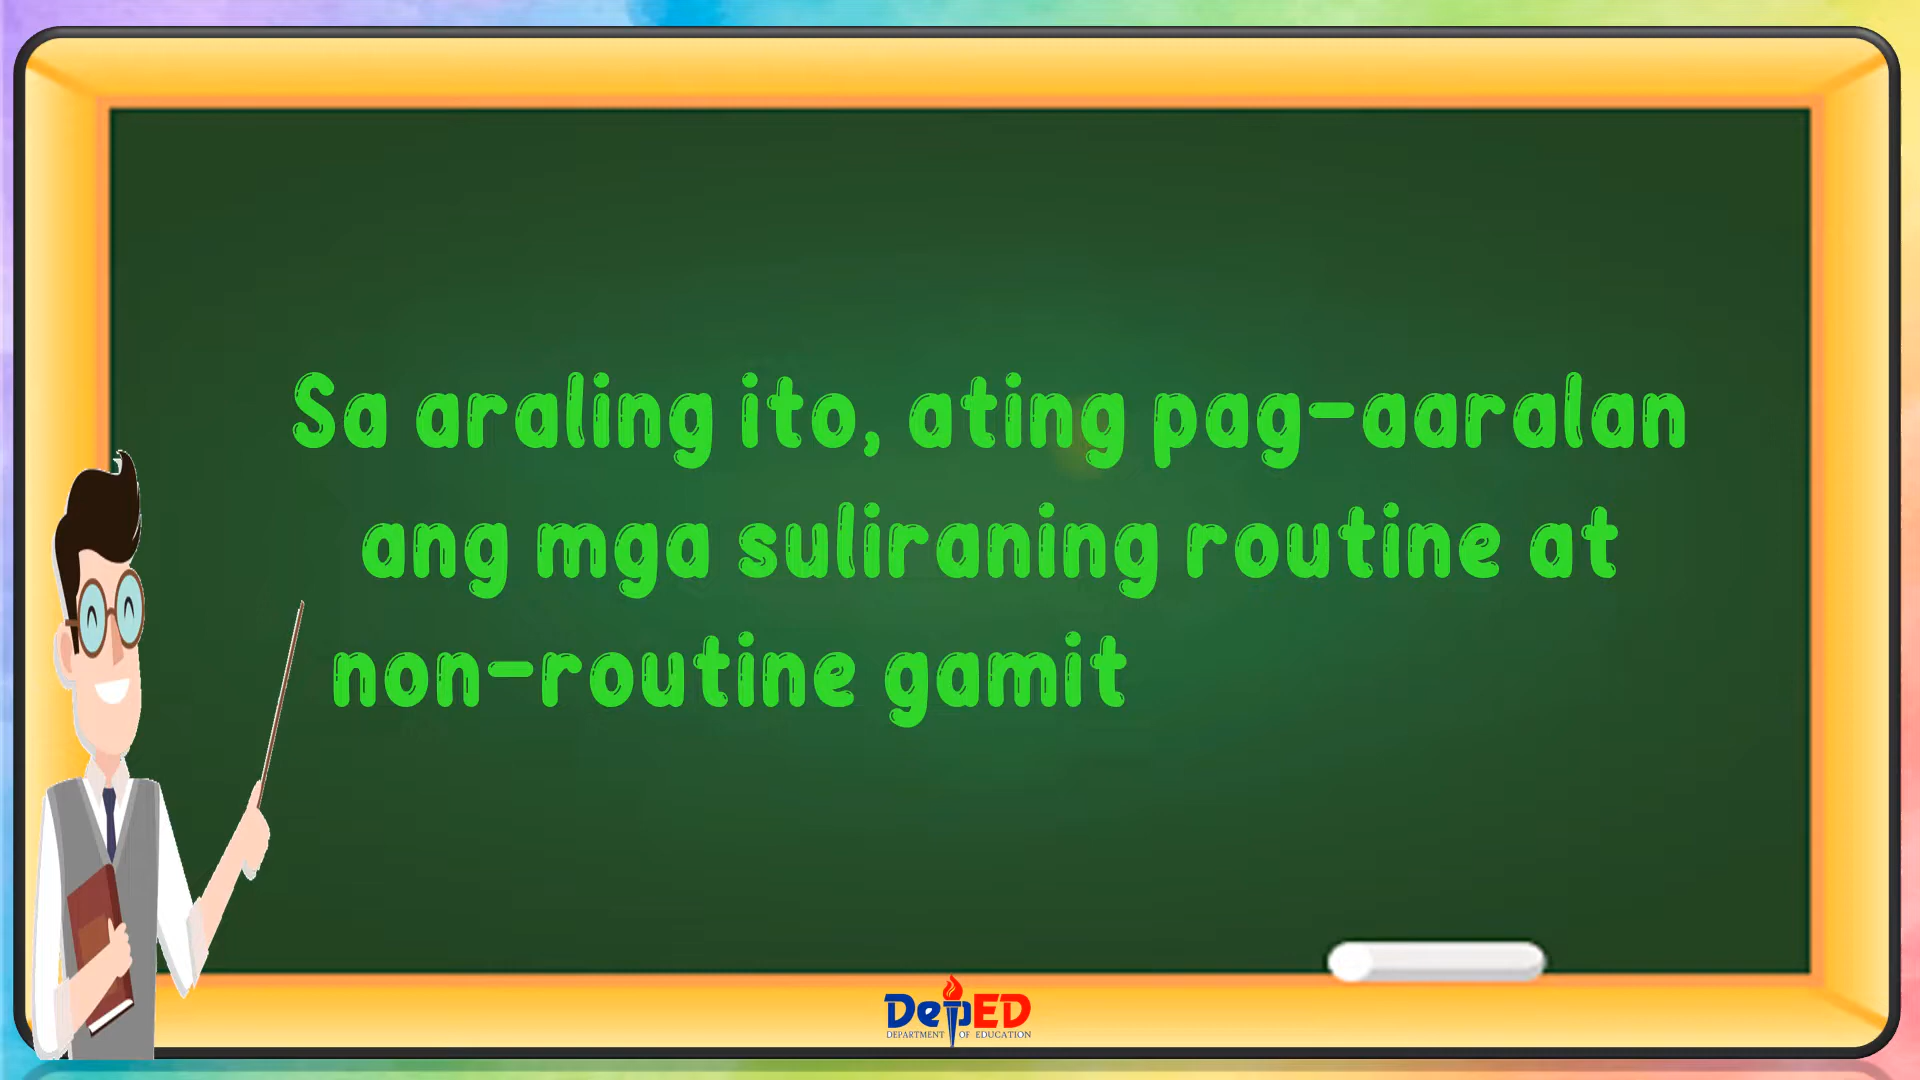 Sa araling ito, ating pag-aaralan
ang mga suliraning routine at
non-routine gamit
DepED
DEPARTMENT OF EDUCATION